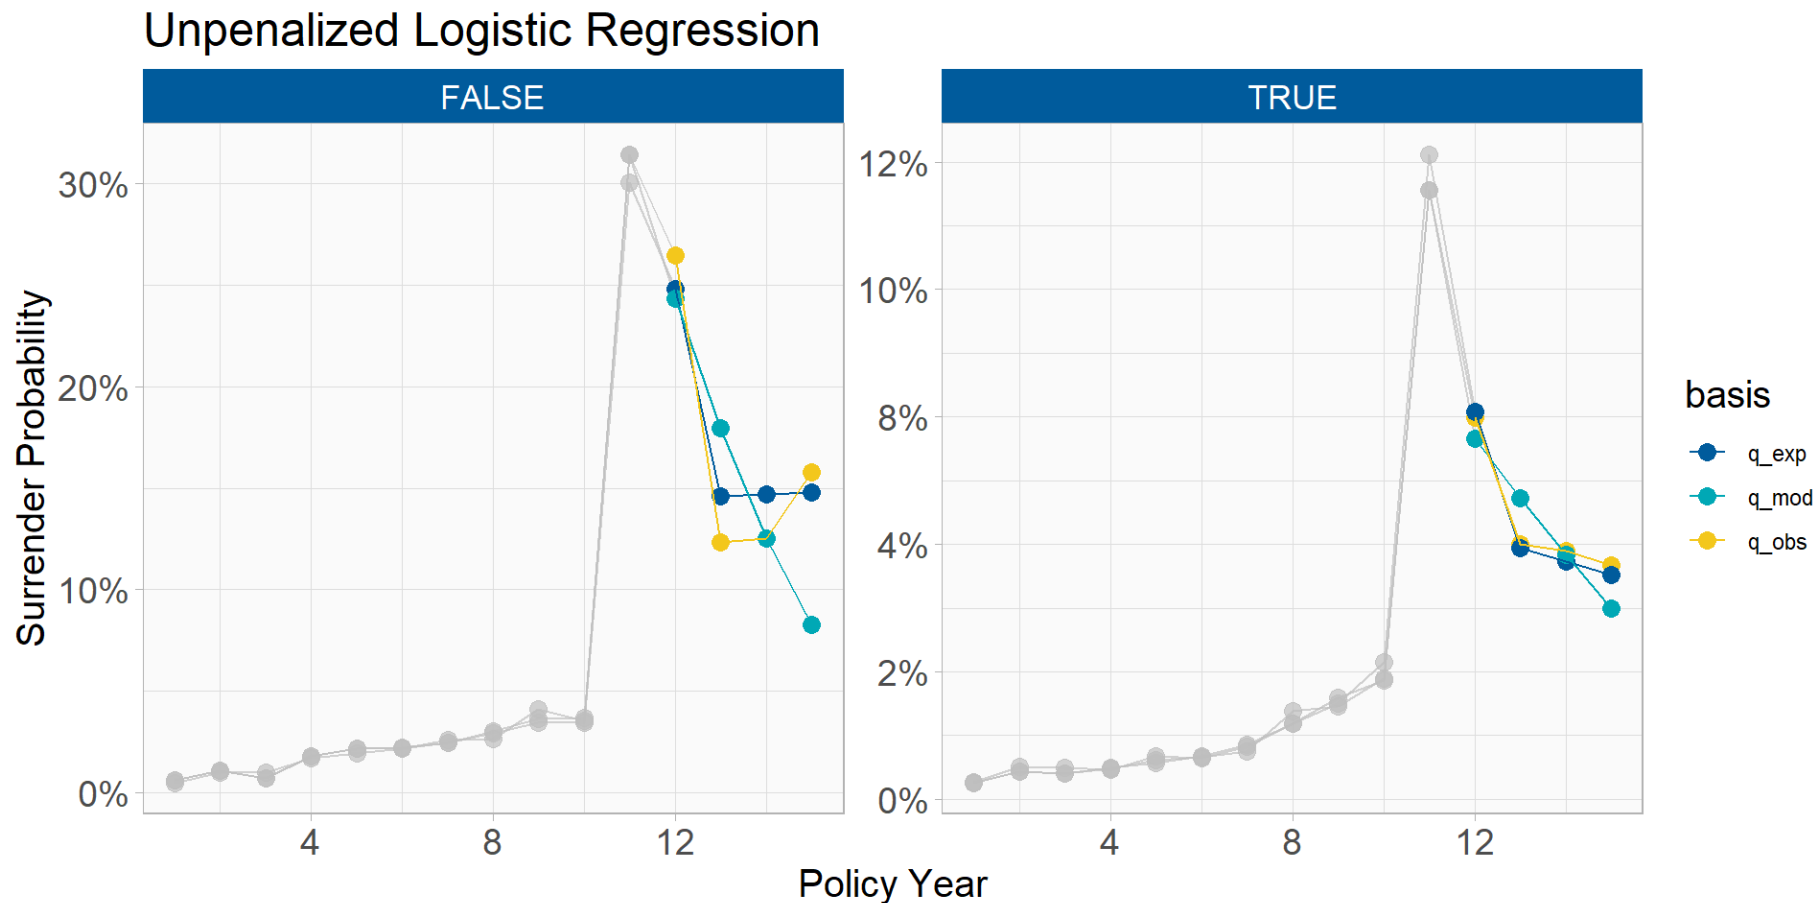 Unpenalized Logistic Regression
FALSE
TRUE
Surrender Probability
30%
20%
10%
0%
12%
10%
8%
4%
2%
0%
4
8
12
4
8
12
Policy Year
basis
q_exp
q_mod
q_obs